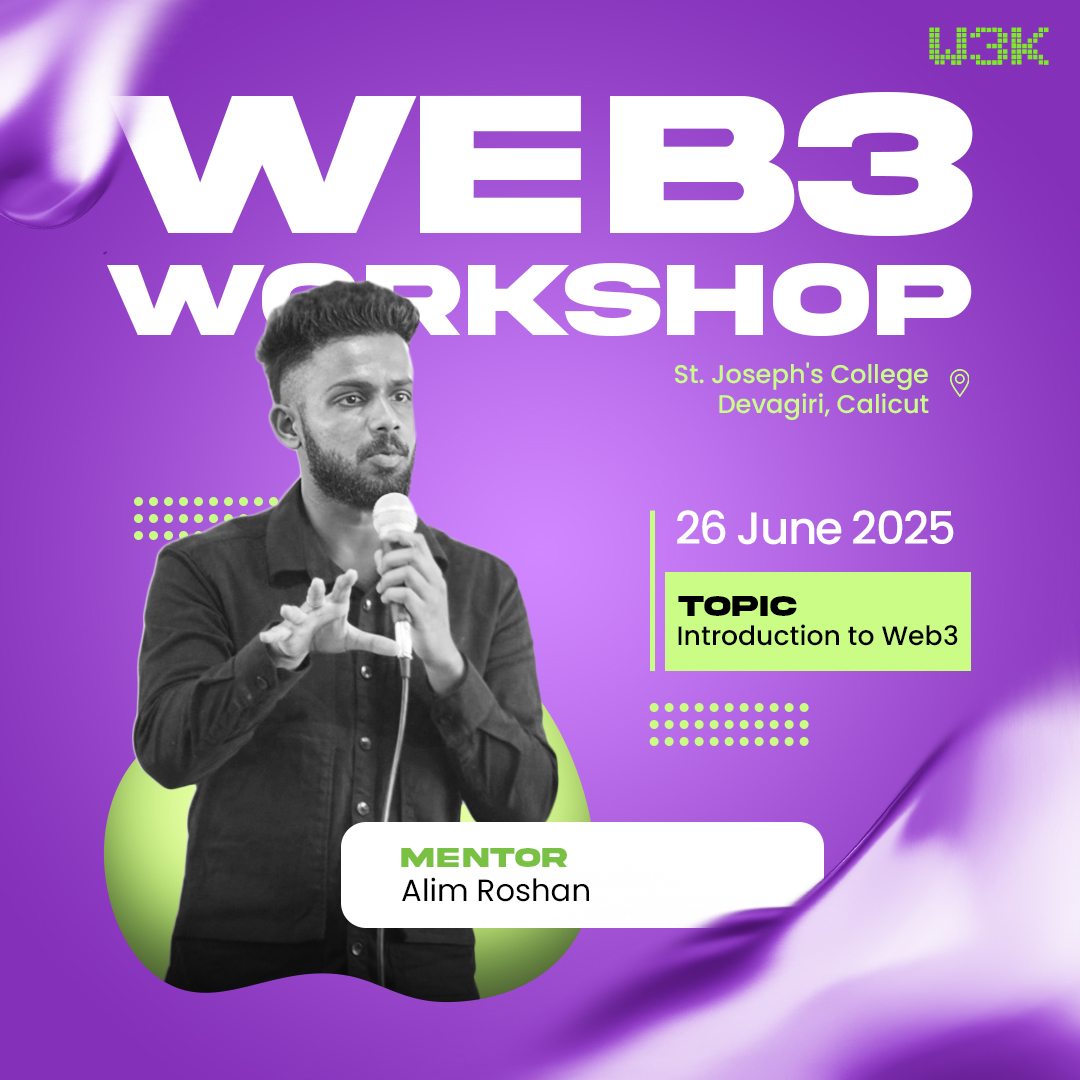 W3K
WEB3
WORKSHOP
St. Joseph's College
Devagiri, Calicut
26 June 2025
TOPIC
Introduction to Web3
MENTOR
Alim Roshan